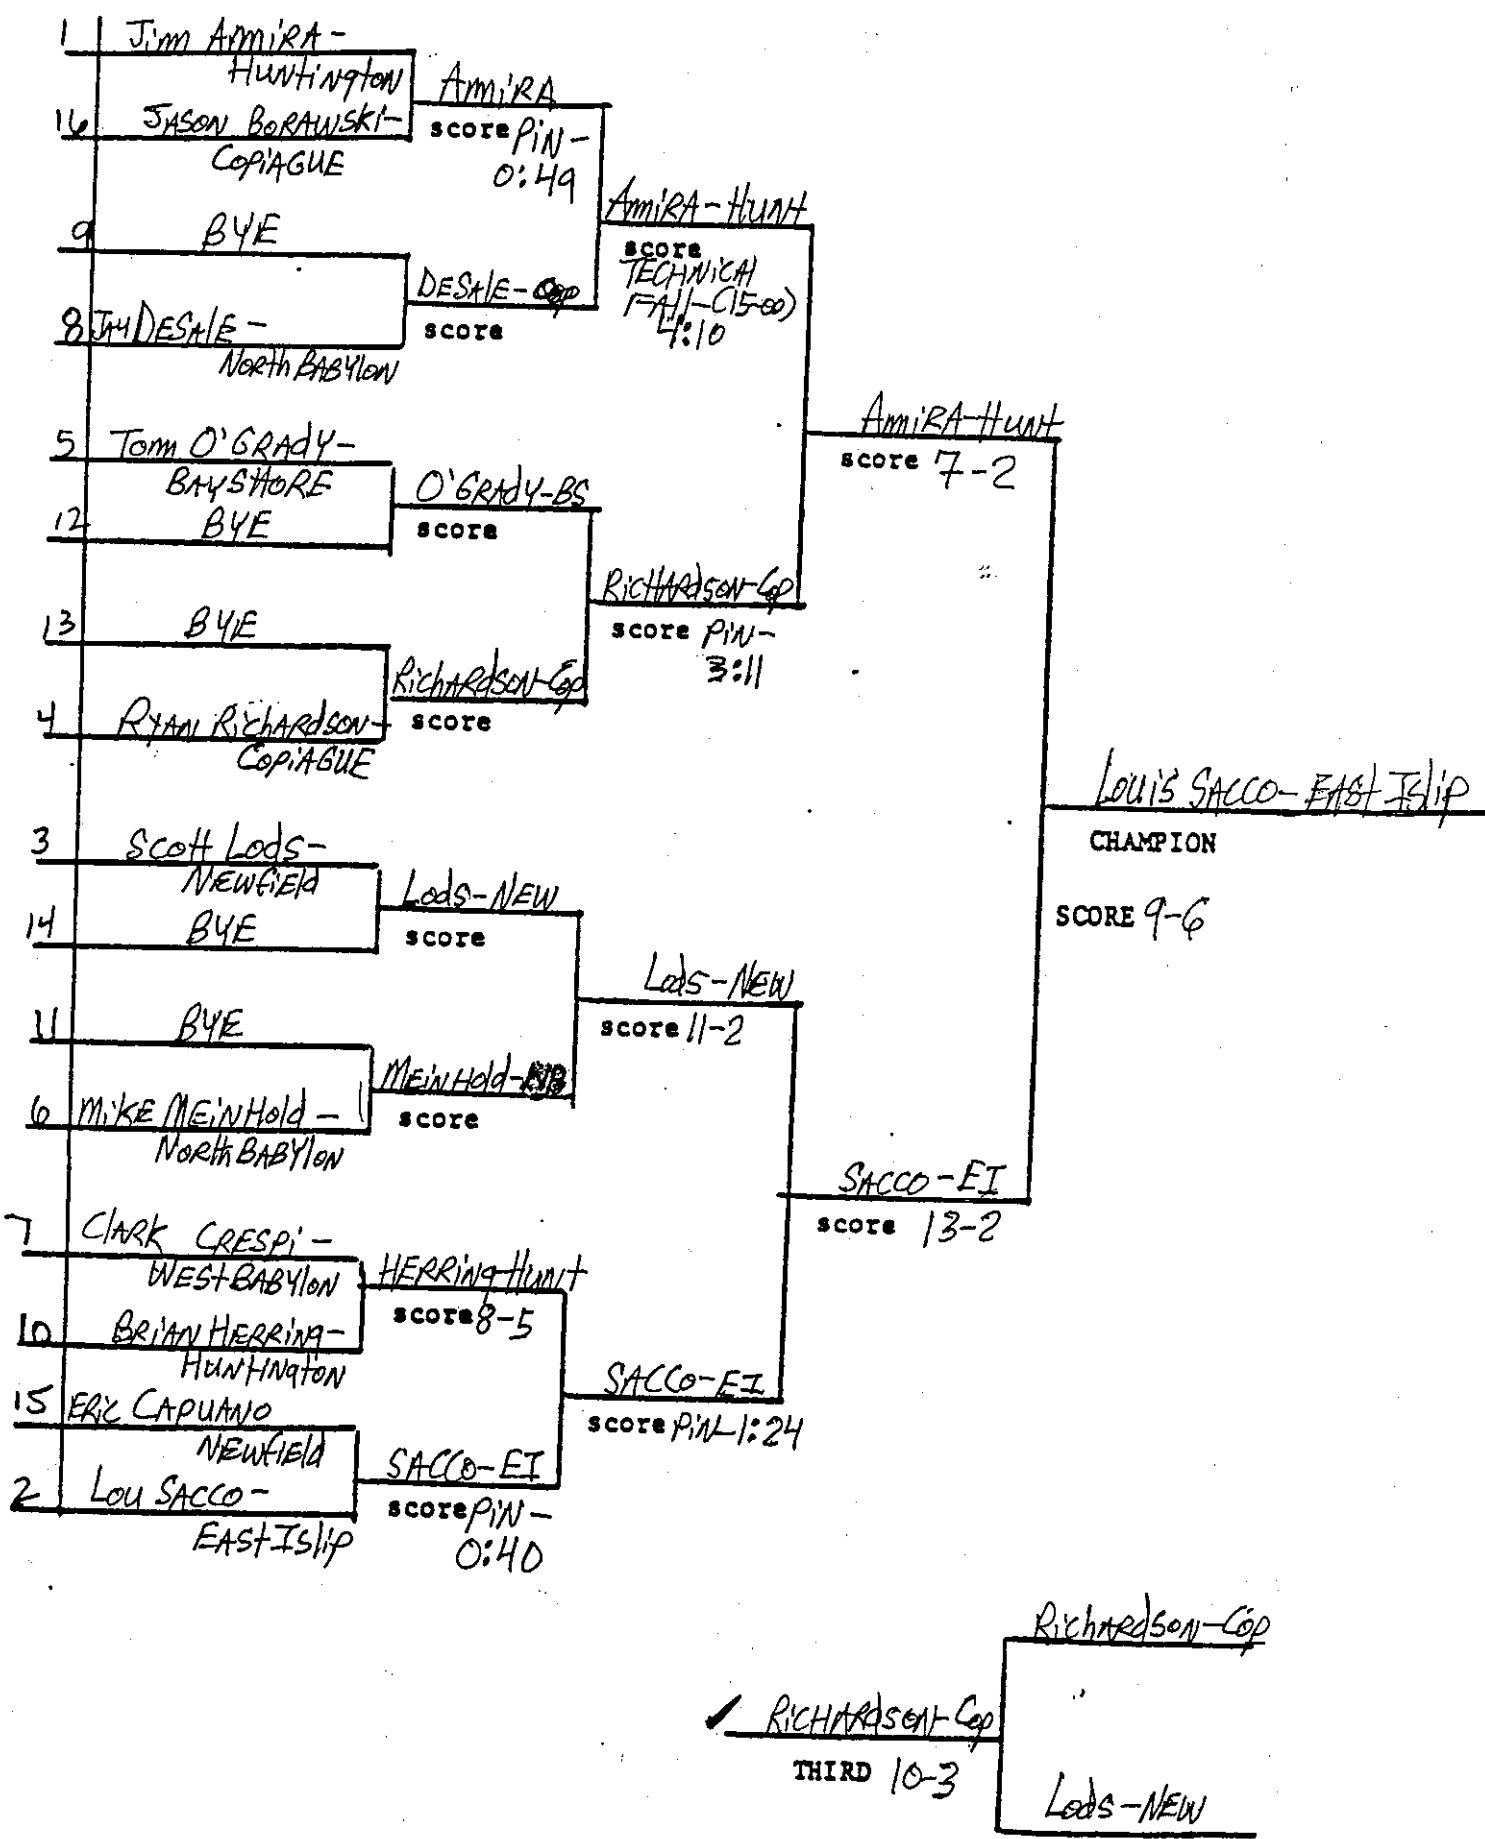 1 Jim AmiRA-
HUNtiNgtoN
AmiRA
16 JASON BORAWSKI-
score PiN-
COPiAGUE
0:49
AmiRA-HUNt
9 BYE
score
TECHNiCAl
FAll-(15-00)
4:10
DESAlE-
8 JAY DESAlE-
score
NoRth BABYlON
AmiRA-HUNt
score 7-2
5 Tom O'GRAdY-
BAYSHORE
O'GRAdY-BS
12 BYE
score
RiCHARdSON-Cop
13 BYE
score PiN-
3:11
RiChARdSON-Cop
4 RYAN RiChARdSON-
score
COPiAGUE
LOUiS SACCO-EASt ISliP
CHAMPION
3 Scott Lods-
NEWfiEld
Lods-NEW
SCORE 9-6
14 BYE
score
Lods-NEW
11 BYE
score 11-2
MEiNHold-NB
6 MiKE MEiNHold-
score
NoRth BABYlON
SACCO-EI
score 13-2
7 ClARK CRESPi-
WESt BABYlON
HERRiNg-HUNt
score 8-5
10 BRiAN HERRiNg-
HUNtiNgtoN
SACCO-EI
15 ERiC CAPUANO
score PiN-1:24
NEWfiEld
SACCO-EI
2 LOU SACCO-
score PiN-
EASt ISliP
0:40
RiChARdSON-Cop
RiCHARdSON-Cop
THIRD 10-3
Lods-NEW